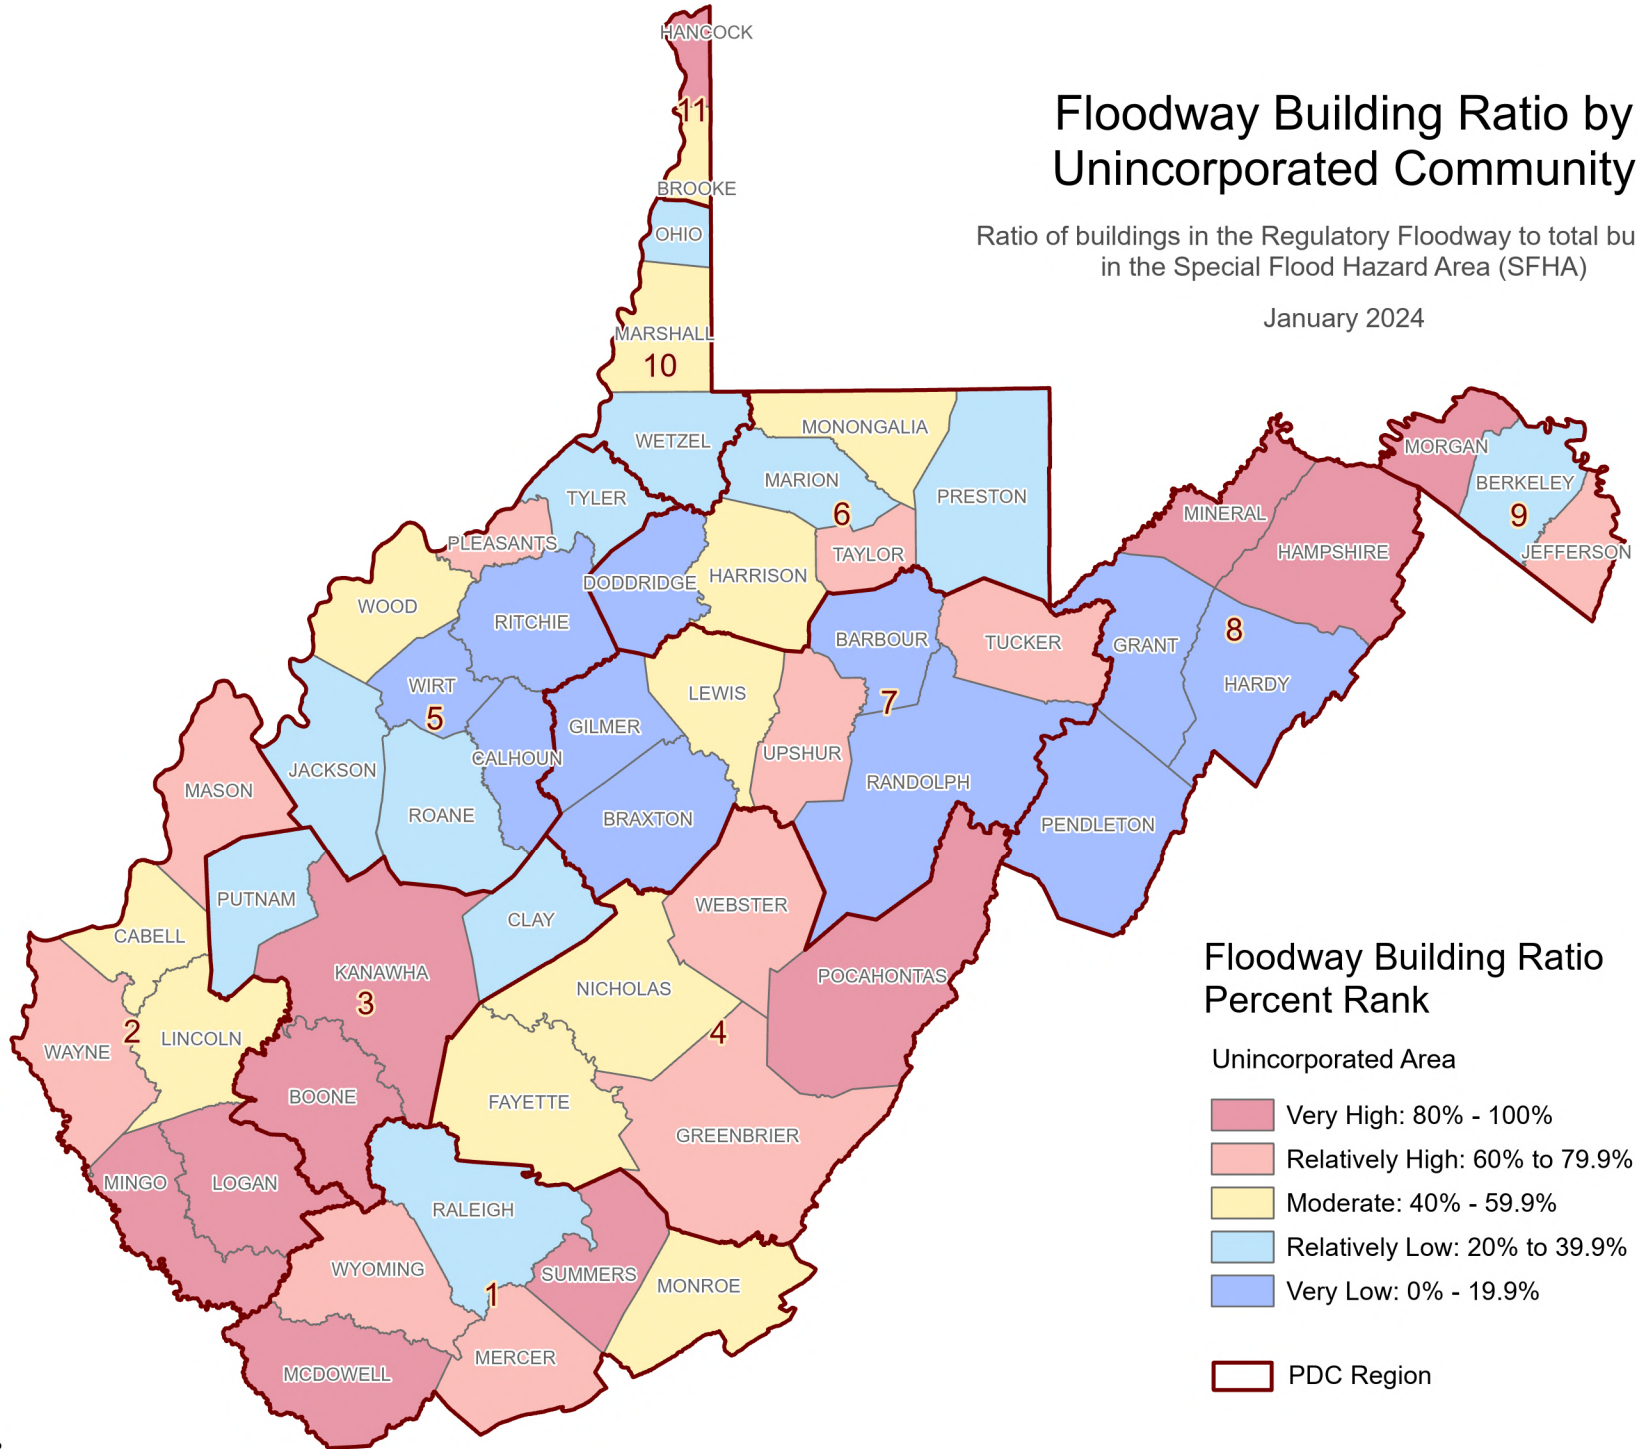 HANCOCK
11
BROOKE
OHIO
MARSHALL
10
Floodway Building Ratio by
Unincorporated Community
Ratio of buildings in the Regulatory Floodway to total bu
in the Special Flood Hazard Area (SFHA)
January 2024
WETZEL
MONONGALIA
MARION
6
PRESTON
TYLER
PLEASANTS
TAYLOR
MORGAN
BERKELEY
9
JEFFERSON
MINERAL
HAMPSHIRE
WOOD
RITCHIE
DODDRIDGE
HARRISON
BARBOUR
TUCKER
GRANT
8
HARDY
WIRT
5
GILMER
LEWIS
7
UPSHUR
CALHOUN
JACKSON
ROANE
MASON
BRAXTON
RANDOLPH
PENDLETON
PUTNAM
CLAY
WEBSTER
CABELL
KANAWHA
3
NICHOLAS
POCAHONTAS
2
LINCOLN
WAYNE
4
BOONE
FAYETTE
GREENBRIER
MINGO
LOGAN
RALEIGH
WYOMING
1
SUMMERS
MONROE
MERCER
MCDOWELL
Floodway Building Ratio
Percent Rank
Unincorporated Area
Very High: 80% - 100%
Relatively High: 60% to 79.9%
Moderate: 40% - 59.9%
Relatively Low: 20% to 39.9%
Very Low: 0% - 19.9%
PDC Region